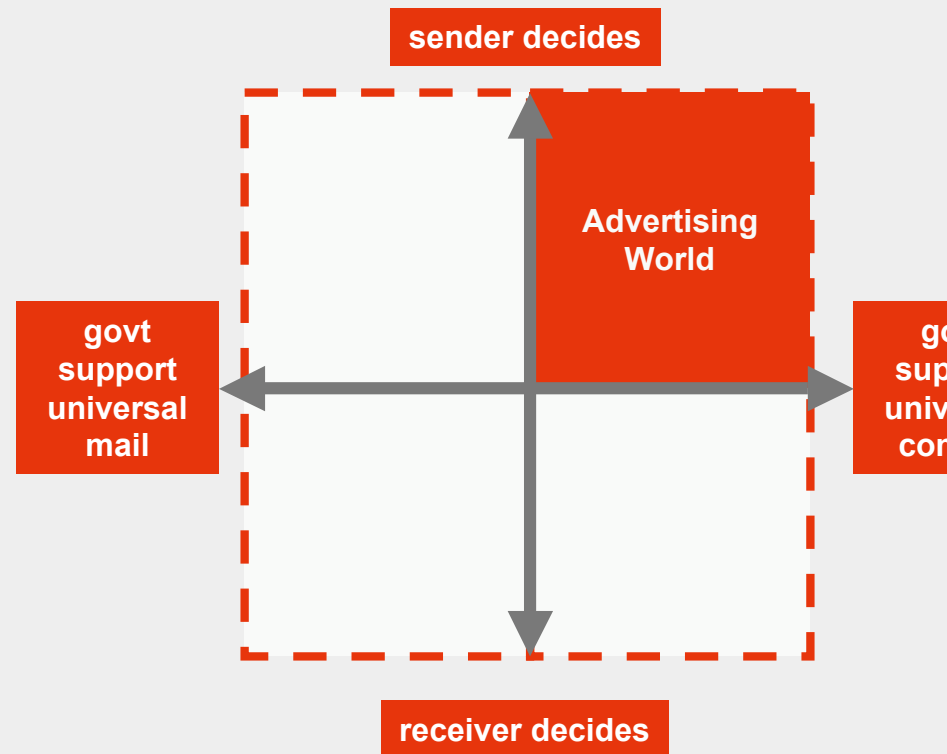 sender decides
Advertising
World
govt
support
universal
mail
receiver decides